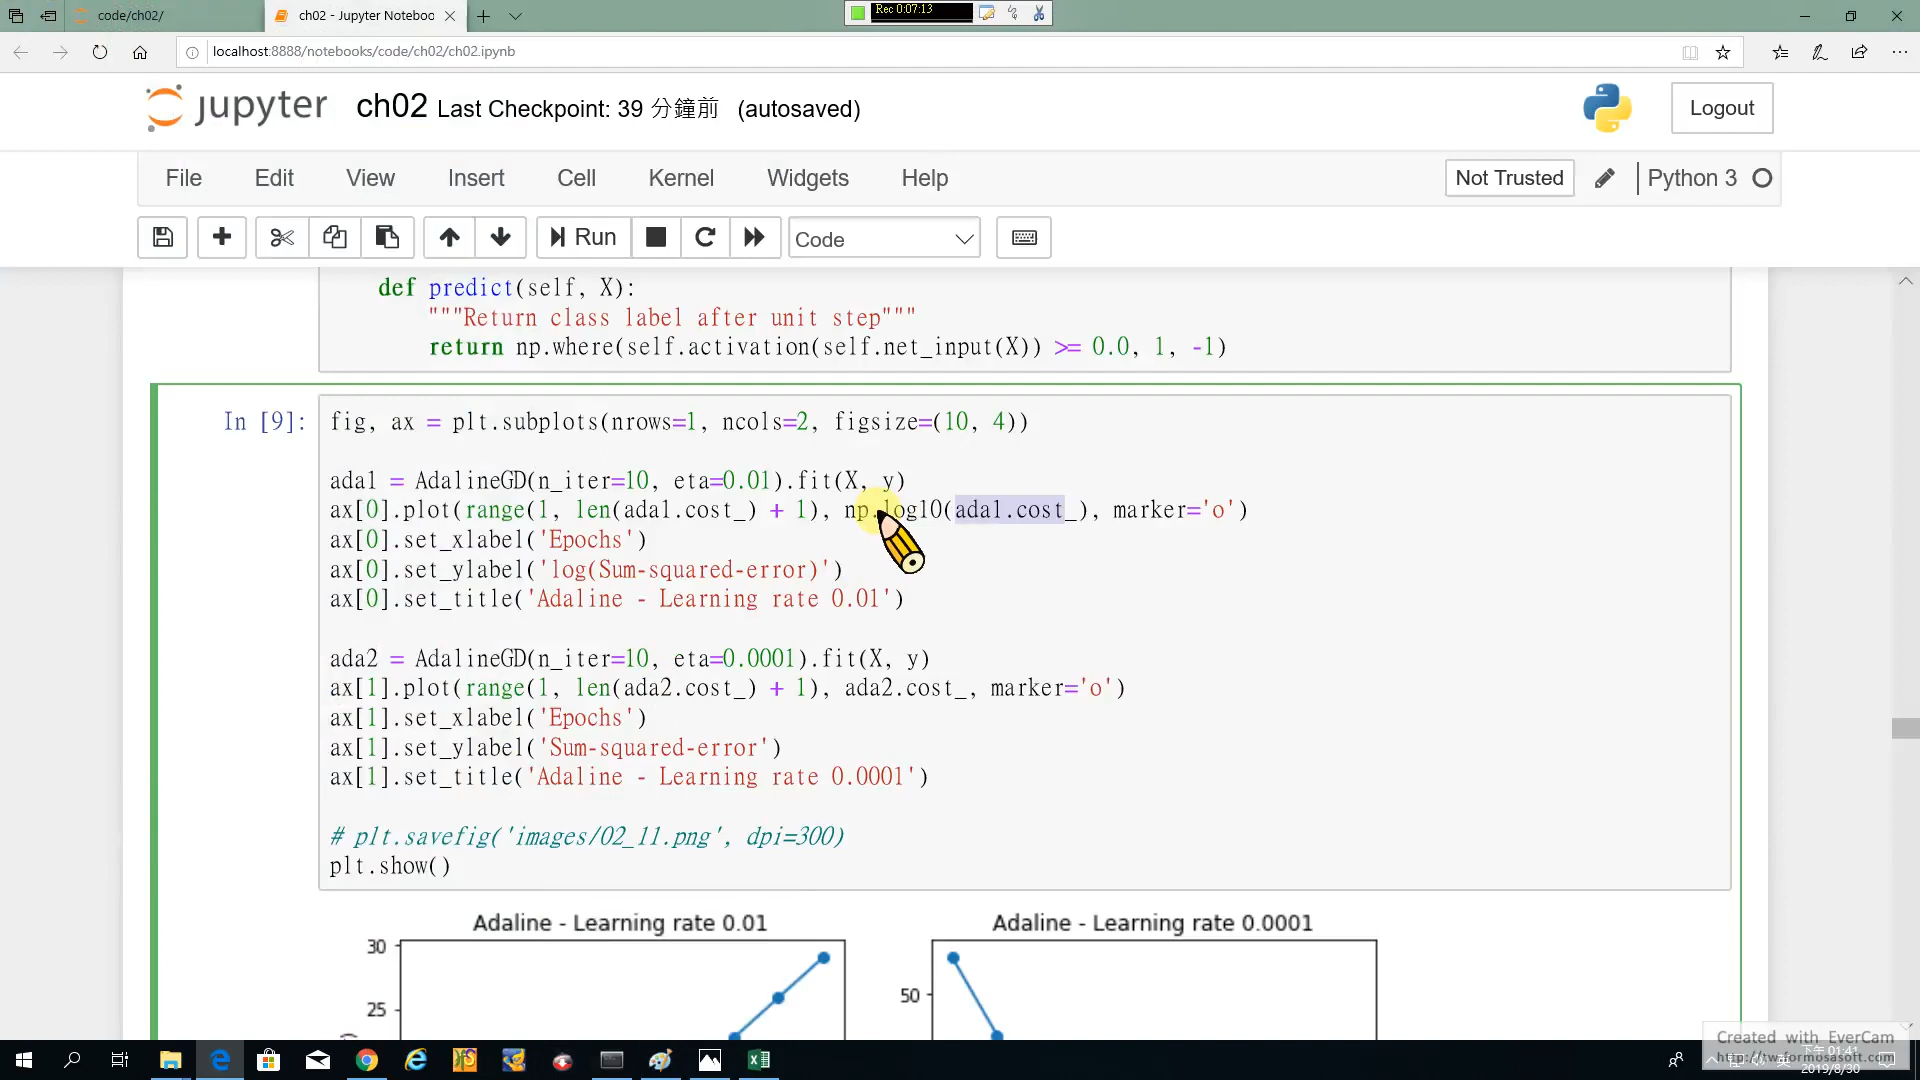 code/ch02/
ch02 - Jupyter Noteboo
Rec 0:07:13
localhost:8888/notebooks/code/ch02/ch02.ipynb
jupyter ch02 Last Checkpoint: 39 分鐘前 (autosaved)
Logout
File Edit View Insert Cell Kernel Widgets Help
Not Trusted
Python 3
Run
Code
def predict(self, X):
"""Return class label after unit step"""
return np.where(self.activation(self.net_input(X)) >= 0.0, 1, -1)
In [9]:
fig, ax = plt.subplots(nrows=1, ncols=2, figsize=(10, 4))
ada1 = AdalineGD(n_iter=10, eta=0.01).fit(X, y)
ax[0].plot(range(1, len(ada1.cost_) + 1), np.log10(ada1.cost_), marker='o')
ax[0].set_xlabel('Epochs')
ax[0].set_ylabel('log(Sum-squared-error)')
ax[0].set_title('Adaline - Learning rate 0.01')
ada2 = AdalineGD(n_iter=10, eta=0.0001).fit(X, y)
ax[1].plot(range(1, len(ada2.cost_) + 1), ada2.cost_, marker='o')
ax[1].set_xlabel('Epochs')
ax[1].set_ylabel('Sum-squared-error')
ax[1].set_title('Adaline - Learning rate 0.0001')
# plt.savefig('images/02_11.png', dpi=300)
plt.show()
Adaline - Learning rate 0.01
Adaline - Learning rate 0.0001
30
25
50
Created with EverCam
http://tw.formosasoft.com
下午 01:41
2019/8/30